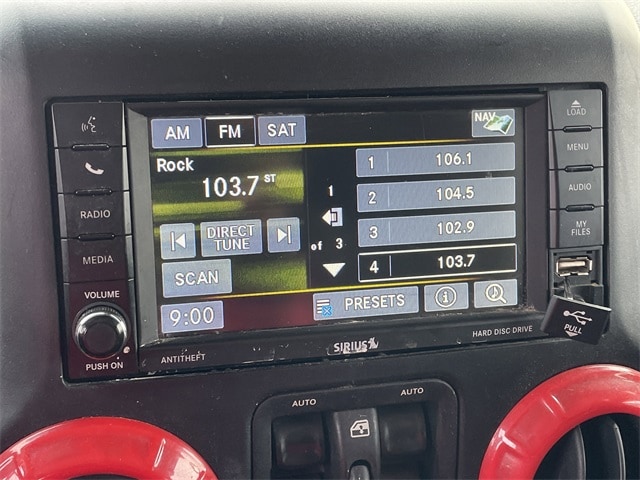 AM FM SAT NAV
Rock
103.7 ST
DIRECT
TUNE
SCAN
9:00
1
of 3
1 106.1
2 104.5
3 102.9
4 103.7
PRESETS
i
RADIO
MEDIA
VOLUME
PUSH ON
ANTITHEFT
SIRIUS
HARD DISC DRIVE
LOAD
MENU
AUDIO
MY
FILES
PULL
AUTO
AUTO